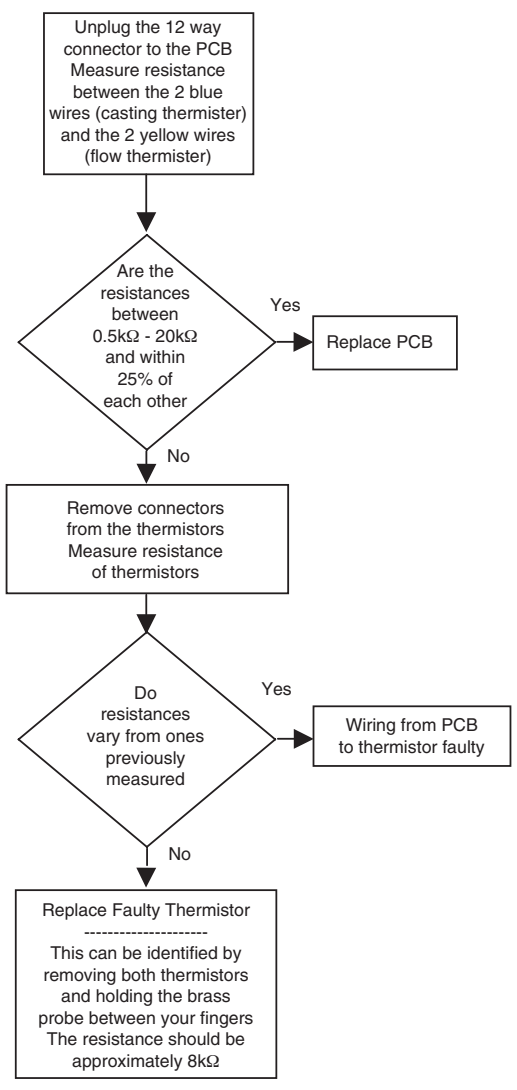 Unplug the 12 way
connector to the PCB
Measure resistance
between the 2 blue
wires (casting thermister)
and the 2 yellow wires
(flow thermister)
Are the
resistances
between
0.5kΩ - 20kΩ
and within
25% of
each other
Yes
Replace PCB
No
Remove connectors
from the thermistors
Measure resistance
of thermistors
Do
resistances
vary from ones
previously
measured
Yes
Wiring from PCB
to thermistor faulty
No
Replace Faulty Thermistor
---------------------
This can be identified by
removing both thermistors
and holding the brass
probe between your fingers
The resistance should be
approximately 8kΩ